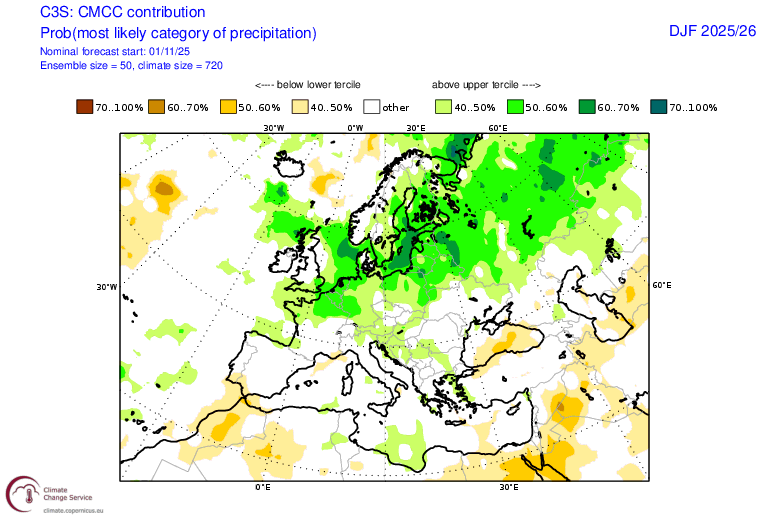 C3S: CMCC contribution
Prob(most likely category of precipitation)
DJF 2025/26
Nominal forecast start: 01/11/25
Ensemble size = 50, climate size = 720
<---- below lower tercile above upper tercile ---->
70..100% 60..70% 50..60% 40..50% other 40..50% 50..60% 60..70% 70..100%
30°W 0°W 30°E 60°E
30°W 60°E
0°E 30°E
Climate
Change Service
climate.copernicus.eu